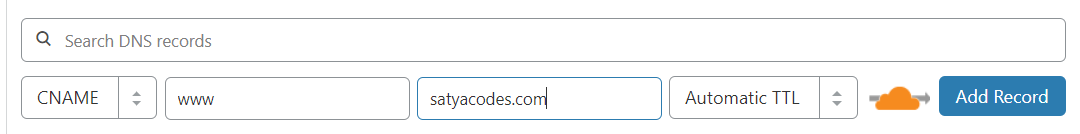 Search DNS records
CNAME www satyacodes.com Automatic TTL Add Record